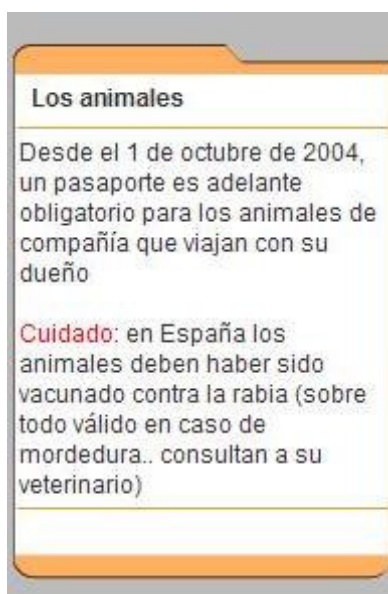 Los animales
Desde el 1 de octubre de 2004,
un pasaporte es adelante
obligatorio para los animales de
compañía que viajan con su
dueño
Cuidado: en España los
animales deben haber sido
vacunado contra la rabia (sobre
todo válido en caso de
mordedura.. consultan a su
veterinario)